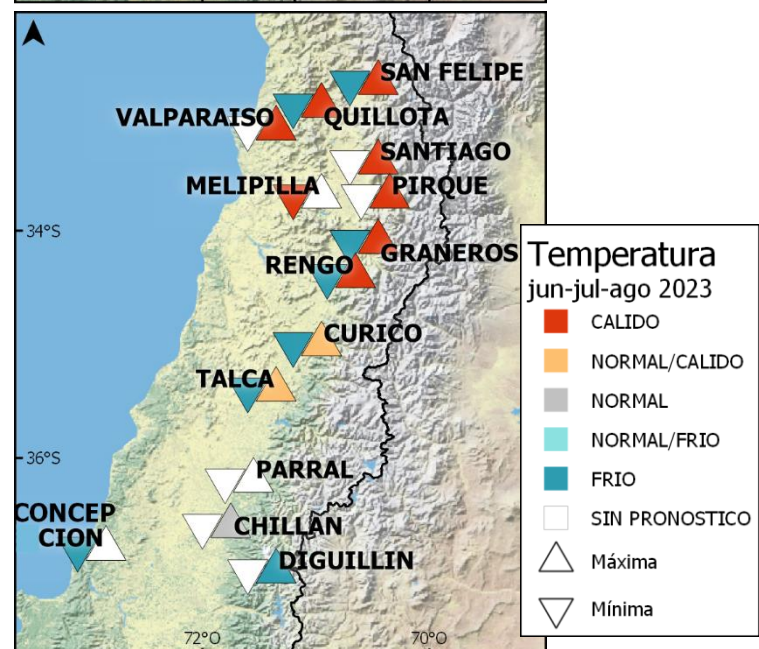 SAN FELIPE
VALPARAISO
QUILLOTA
SANTIAGO
MELIPILLA
PIRQUE
34°S
GRANEROS
RENGO
CURICO
TALCA
36°S
PARRAL
CONCEP
CION
CHILLAN
DIGUILLIN
72°O
70°O
Temperatura
jun-jul-ago 2023
CALIDO
NORMAL/CALIDO
NORMAL
NORMAL/FRIO
FRIO
SIN PRONOSTICO
Máxima
Mínima